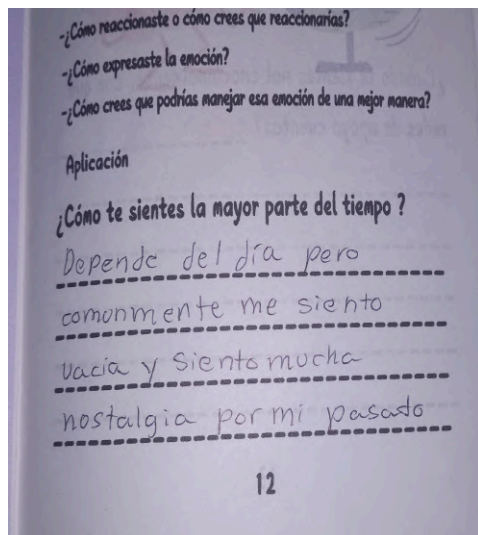 -¿Cómo reaccionaste o cómo crees que reaccionarías?
-¿Cómo expresaste la emoción?
-¿Cómo crees que podrías manejar esa emoción de una mejor manera?
Aplicación
¿Cómo te sientes la mayor parte del tiempo ?
Depende del día pero
comunmente me siento
vacía y siento mucha
nostalgia por mi pasado
12